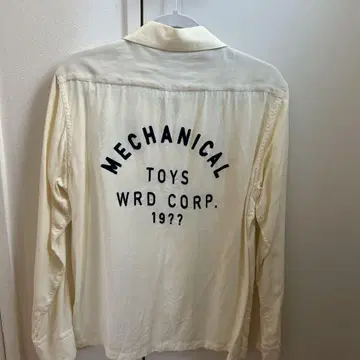 MECHANICAL
TOYS
WRD CORP.
19??